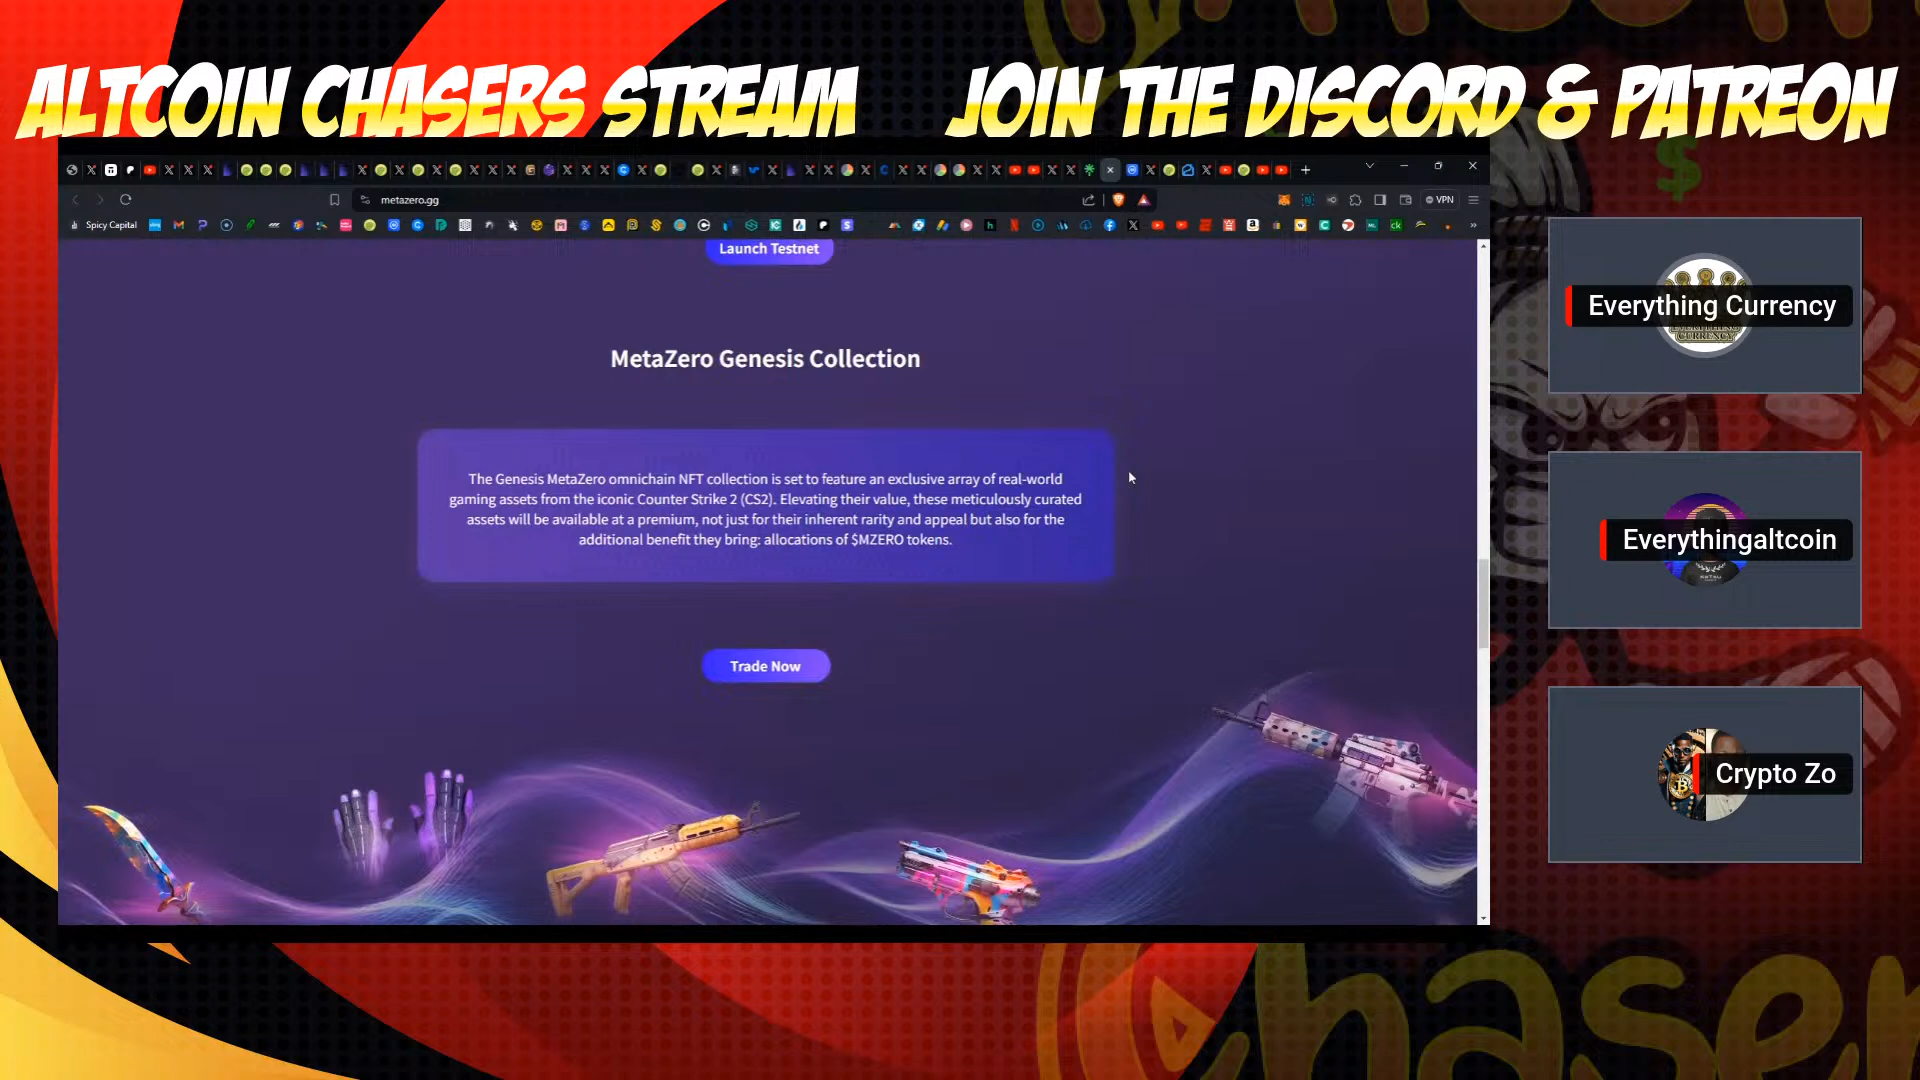 ALTCOIN CHASERS STREAM JOIN THE DISCORD & PATREON
metazero.gg
VPN
Spicy Capital
Launch Testnet
MetaZero Genesis Collection
The Genesis MetaZero omnichain NFT collection is set to feature an exclusive array of real-world
gaming assets from the iconic Counter Strike 2 (CS2). Elevating their value, these meticulously curated
assets will be available at a premium, not just for their inherent rarity and appeal but also for the
additional benefit they bring: allocations of $MZERO tokens.
Trade Now
Everything Currency
CURRENCY
Everythingaltcoin
Crypto Zo
Chaser